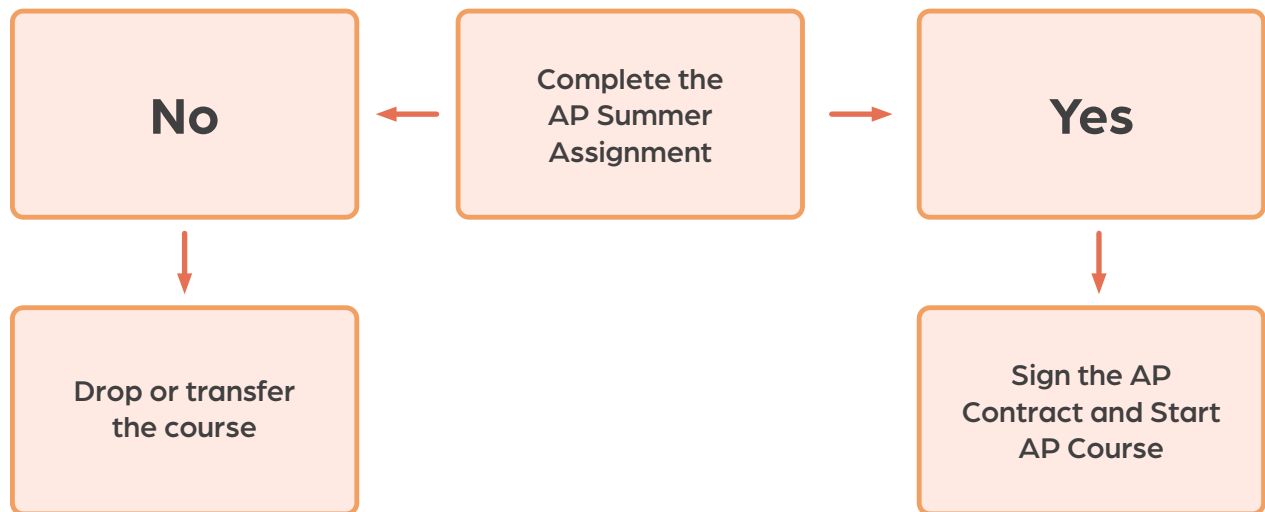 No
Complete the
AP Summer
Assignment
Yes
Drop or transfer
the course
Sign the AP
Contract and Start
AP Course